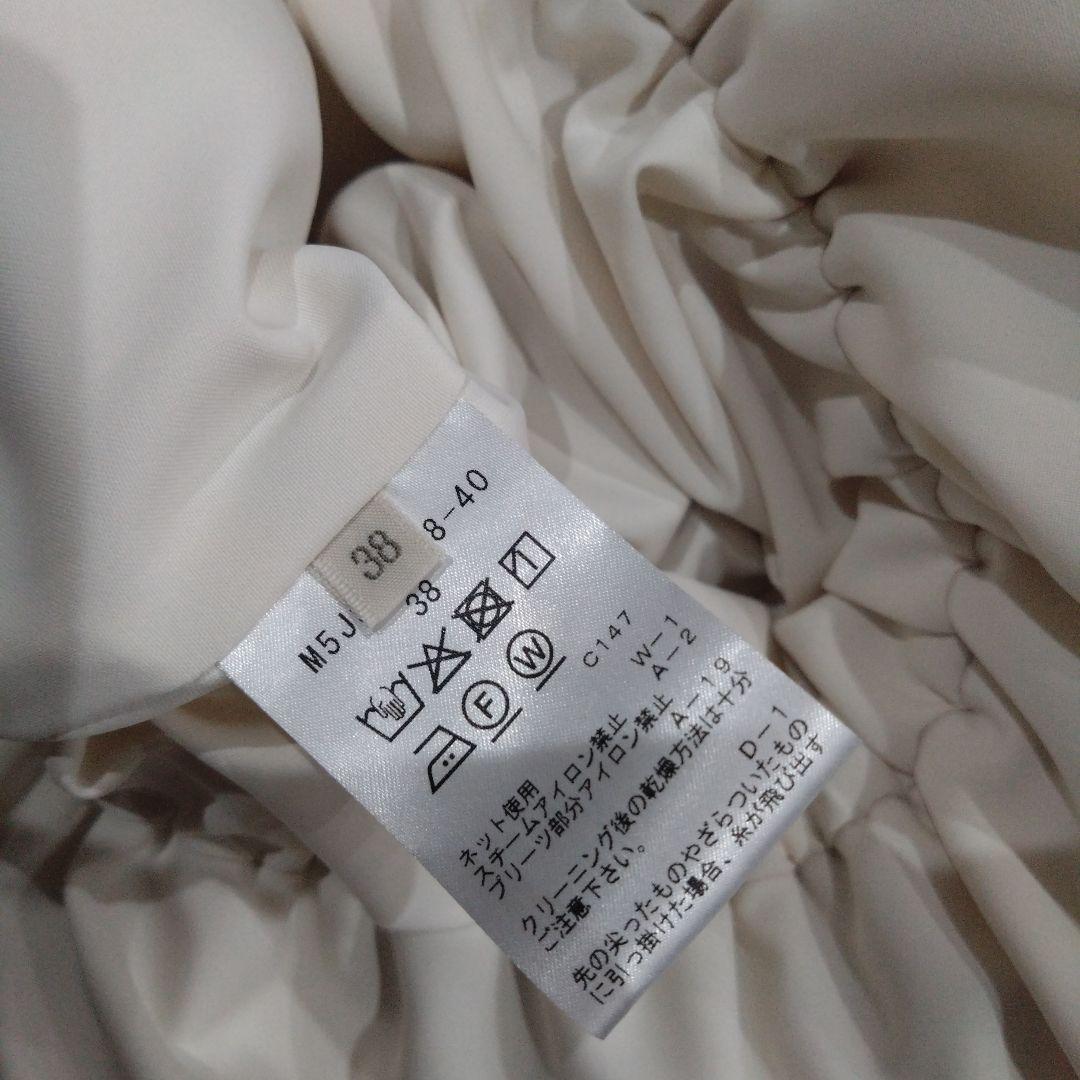 38
M5J
8-40
38
F
W
C147
W-1
A-2
ネット使用
スチームアイロン禁止
プリーツ部分アイロン禁止 A-19
クリーニング後の乾燥方法は十分
ご注意下さい。
D-1
先の尖ったものやざらついたもの
に引っ掛けた場合、糸が飛び出す